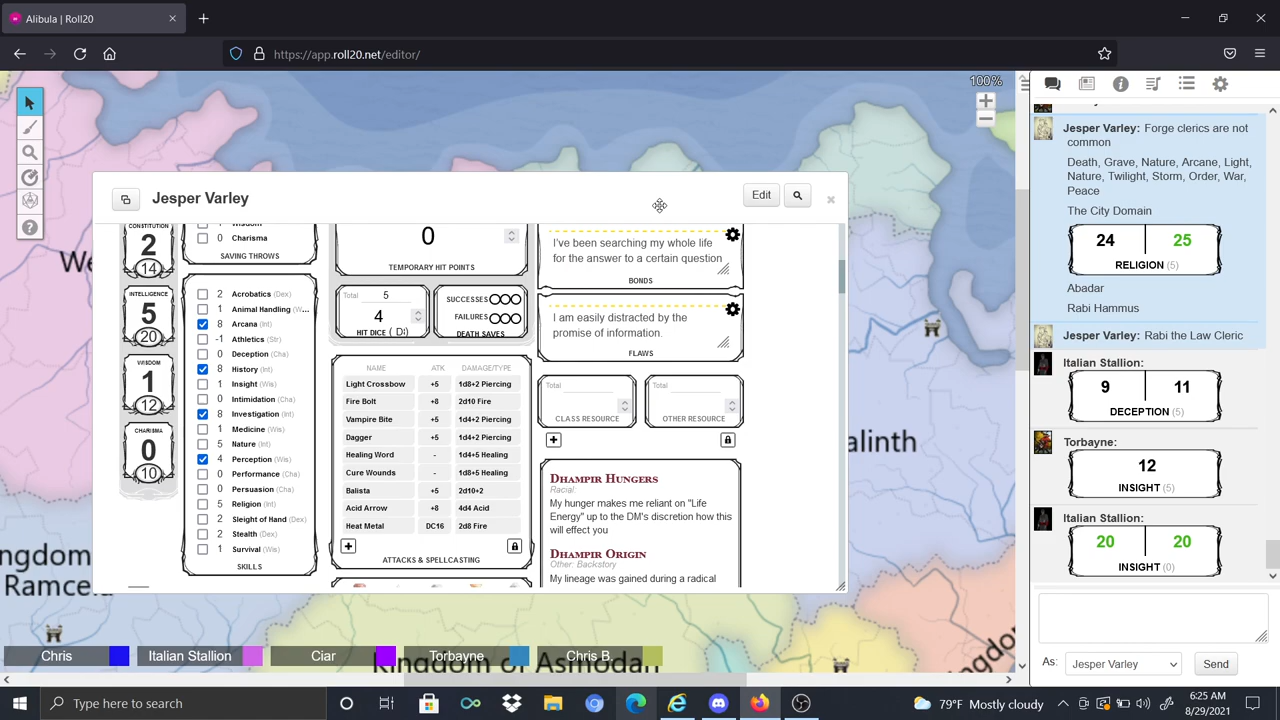 Alibula | Roll20
https://app.roll20.net/editor/
100%
Jesper Varley
Edit
CONSTITUTION
2
14
INTELLIGENCE
5
20
WISDOM
1
12
CHARISMA
0
10
0 Charisma
SAVING THROWS
2 Acrobatics (Dex)
1 Animal Handling (W...
8 Arcana (Int)
-1 Athletics (Str)
0 Deception (Cha)
8 History (Int)
1 Insight (Wis)
0 Intimidation (Cha)
8 Investigation (Int)
1 Medicine (Wis)
5 Nature (Int)
4 Perception (Wis)
0 Performance (Cha)
0 Persuasion (Cha)
5 Religion (Int)
2 Sleight of Hand (Dex)
2 Stealth (Dex)
1 Survival (Wis)
SKILLS
0
TEMPORARY HIT POINTS
Total 5
4
HIT DICE
SUCCESSES
FAILURES
DEATH SAVES
NAME ATK DAMAGE/TYPE
Light Crossbow +5 1d8+2 Piercing
Fire Bolt +8 2d10 Fire
Vampire Bite +5 1d4+2 Piercing
Dagger +5 1d4+2 Piercing
Healing Word - 1d4+5 Healing
Cure Wounds - 1d8+5 Healing
Balista +5 2d10+2
Acid Arrow +8 4d4 Acid
Heat Metal DC16 2d8 Fire
ATTACKS & SPELLCASTING
I've been searching my whole life
for the answer to a certain question
BONDS
I am easily distracted by the
promise of information.
FLAWS
Total
CLASS RESOURCE
Total
OTHER RESOURCE
Dhampir Hungers
Racial:
My hunger makes me reliant on "Life
Energy" up to the DM's discretion how this
will effect you
Dhampir Origin
Other: Backstory
My lineage was gained during a radical
We
ngdom
Ramce
alinth
Kingdom of Asmodan
ngdo
Chris
Italian Stallion
Ciar
Torbayne
Chris B.
Jesper Varley: Forge clerics are not
common
Death, Grave, Nature, Arcane, Light,
Nature, Twilight, Storm, Order, War,
Peace
The City Domain
24 25
RELIGION (5)
Abadar
Rabi Hammus
Jesper Varley: Rabi the Law Cleric
Italian Stallion:
9 11
DECEPTION (5)
Torbayne:
12
INSIGHT (5)
Italian Stallion:
20 20
INSIGHT (0)
As: Jesper Varley
Send
Type here to search
79°F Mostly cloudy
6:25 AM
8/29/2021